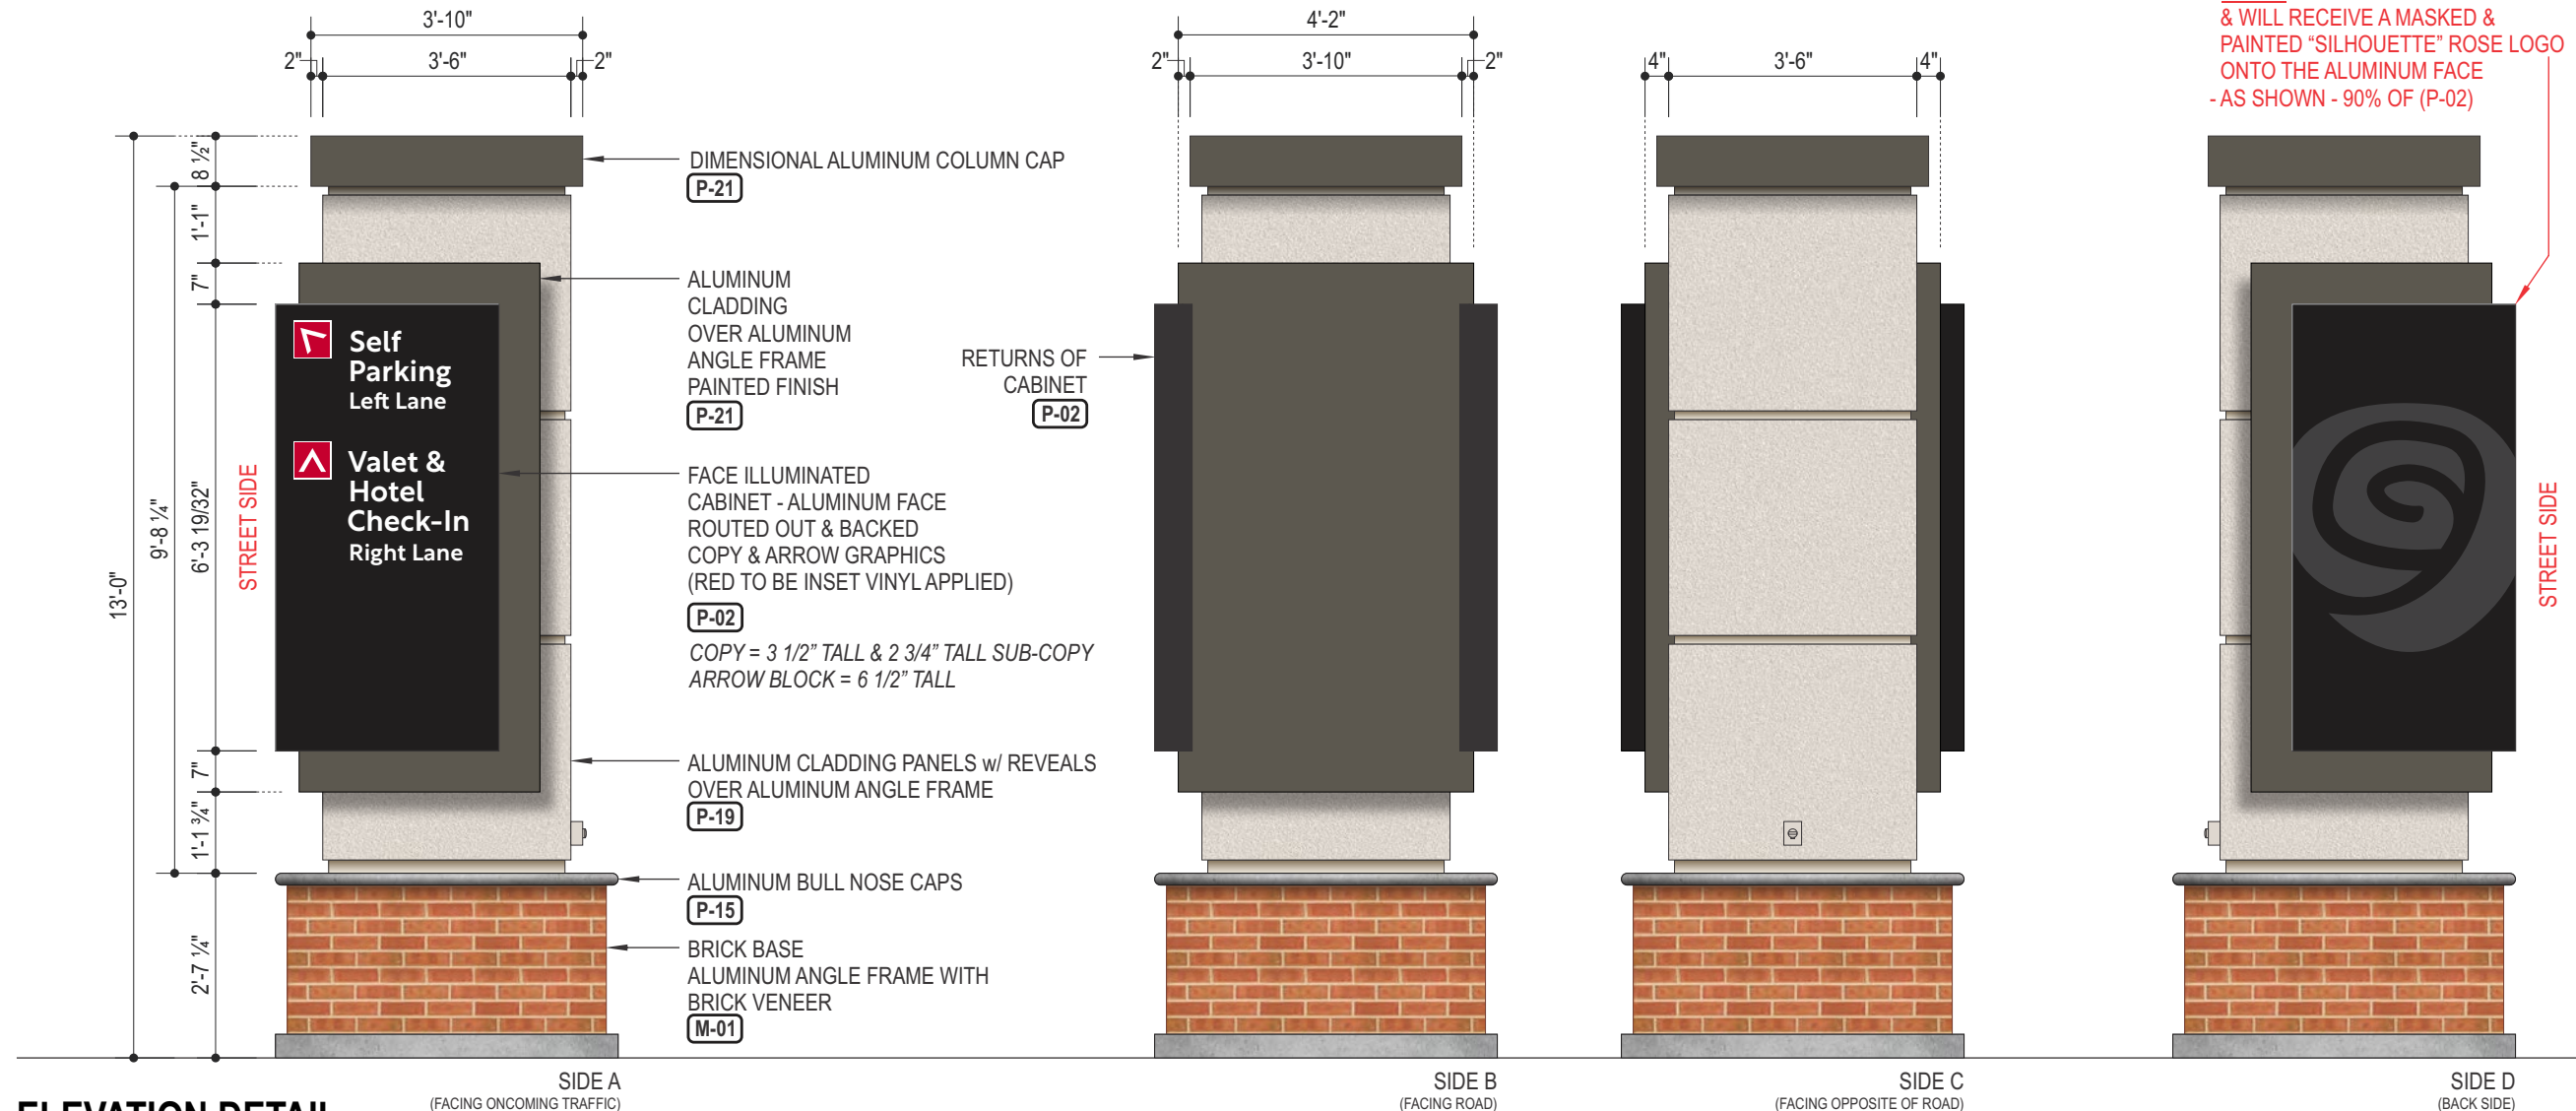 3'-10"
2"
3'-6"
2"
4'-2"
2"
3'-10"
2"
4"
3'-6"
4"
& WILL RECEIVE A MASKED &
PAINTED “SILHOUETTE” ROSE LOGO
ONTO THE ALUMINUM FACE
- AS SHOWN - 90% OF (P-02)
13'-0"
9'-8 ¼"
8 ½"
1'-1"
7"
6'-3 19/32"
7"
1'-1 ¾"
2'-7 ¼"
STREET SIDE
Self
Parking
Left Lane
Valet &
Hotel
Check-In
Right Lane
DIMENSIONAL ALUMINUM COLUMN CAP
P-21
ALUMINUM
CLADDING
OVER ALUMINUM
ANGLE FRAME
PAINTED FINISH
P-21
FACE ILLUMINATED
CABINET - ALUMINUM FACE
ROUTED OUT & BACKED
COPY & ARROW GRAPHICS
(RED TO BE INSET VINYL APPLIED)
P-02
COPY = 3 1/2” TALL & 2 3/4” TALL SUB-COPY
ARROW BLOCK = 6 1/2” TALL
ALUMINUM CLADDING PANELS w/ REVEALS
OVER ALUMINUM ANGLE FRAME
P-19
ALUMINUM BULL NOSE CAPS
P-15
BRICK BASE
ALUMINUM ANGLE FRAME WITH
BRICK VENEER
M-01
RETURNS OF
CABINET
P-02
STREET SIDE
SIDE A
(FACING ONCOMING TRAFFIC)
SIDE B
(FACING ROAD)
SIDE C
(FACING OPPOSITE OF ROAD)
SIDE D
(BACK SIDE)
ELEVATION DETAIL